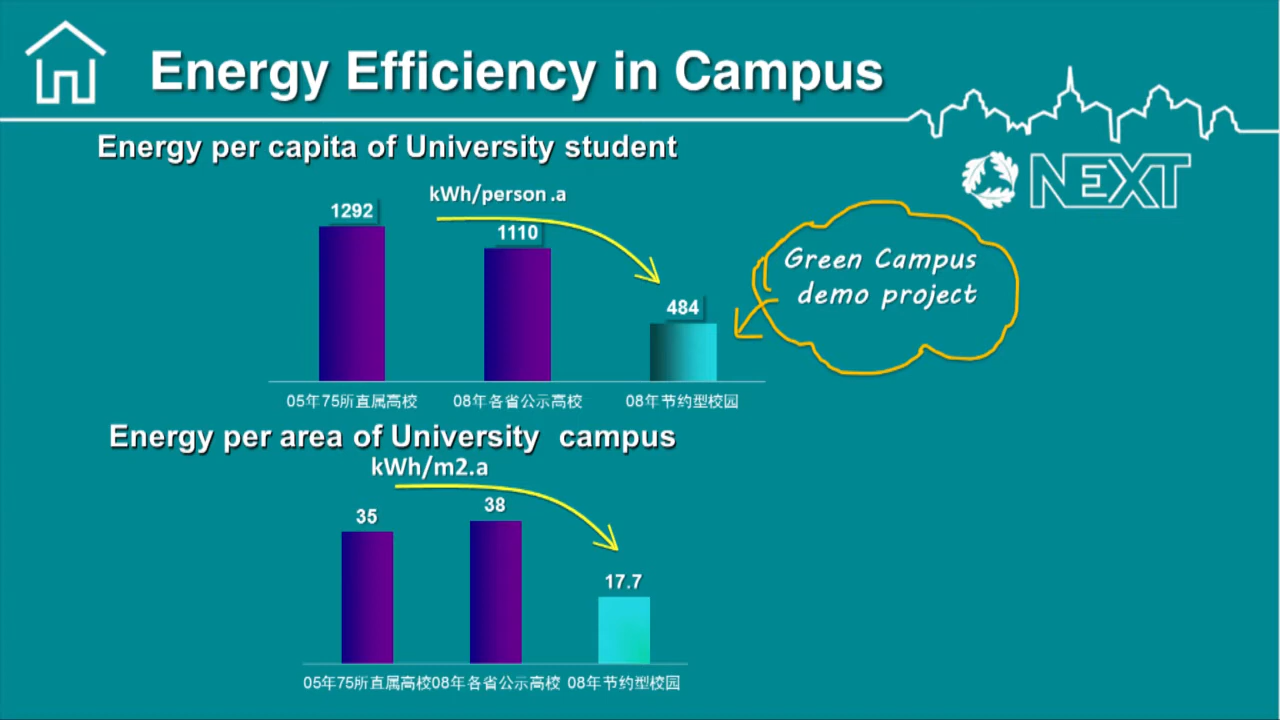 Energy Efficiency in Campus
NEXT
Energy per capita of University student
kWh/person .a
1292
1110
484
Green Campus
demo project
05年75所直属高校
08年各省公示高校
08年节约型校园
Energy per area of University campus
kWh/m2.a
35
38
17.7
05年75所直属高校
08年各省公示高校
08年节约型校园